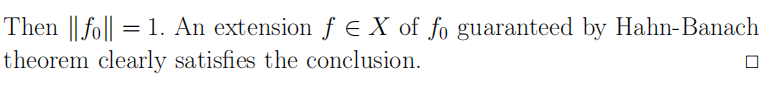 Then ||f₀|| = 1. An extension f ∈ X of f₀ guaranteed by Hahn-Banach
theorem clearly satisfies the conclusion. □